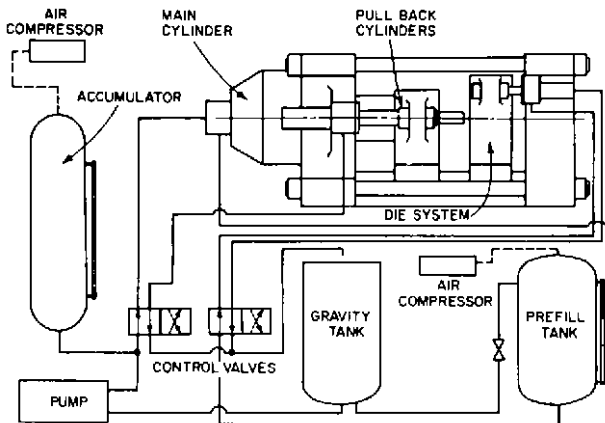 AIR
COMPRESSOR
MAIN
CYLINDER
PULL BACK
CYLINDERS
ACCUMULATOR
DIE SYSTEM
AIR
COMPRESSOR
GRAVITY
TANK
PREFILL
TANK
CONTROL VALVES
PUMP